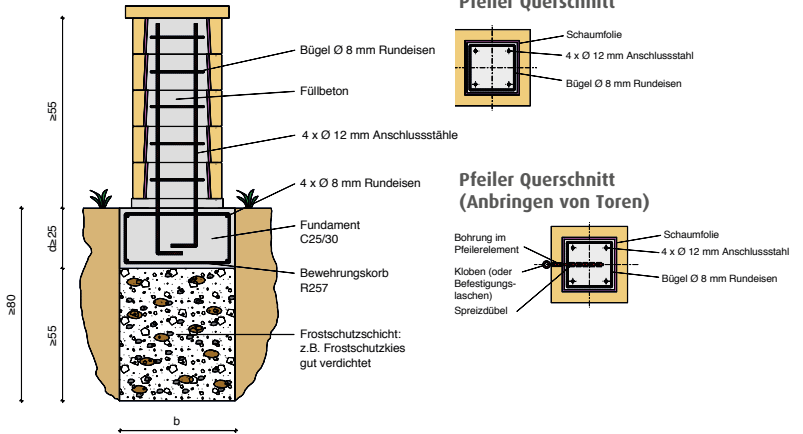 Pfeiler Querschnitt
Schaumfolie
4 x Ø 12 mm Anschlussstahl
Bügel Ø 8 mm Rundeisen
Bügel Ø 8 mm Rundeisen
Füllbeton
4 x Ø 12 mm Anschlussstähle
4 x Ø 8 mm Rundeisen
Fundament
C25/30
Bewehrungskorb
R257
Frostschutzschicht:
z.B. Frostschutzkies
gut verdichtet
≥55
d≥25
≥80
≥55
b
Pfeiler Querschnitt
(Anbringen von Toren)
Bohrung im
Pfeilerelement
Kloben (oder
Befestigungs-
laschen)
Spreizdübel
Schaumfolie
4 x Ø 12 mm Anschlussstahl
Bügel Ø 8 mm Rundeisen